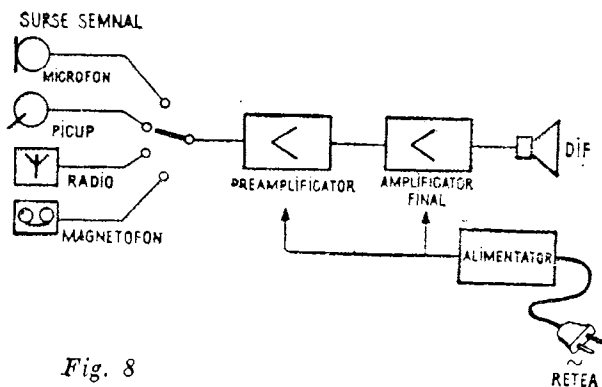 SURSE SEMNAL
MICROFON
PICUP
RADIO
MAGNETOFON
PREAMPLIFICATOR
AMPLIFICATOR
FINAL
DIF
ALIMENTATOR
~
RETEA
Fig. 8